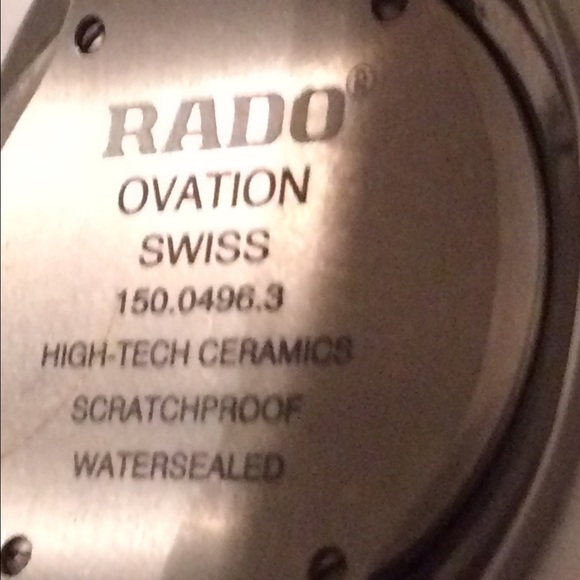 RADO®
OVATION
SWISS
150.0496.3
HIGH-TECH CERAMICS
SCRATCHPROOF
WATERSEALED